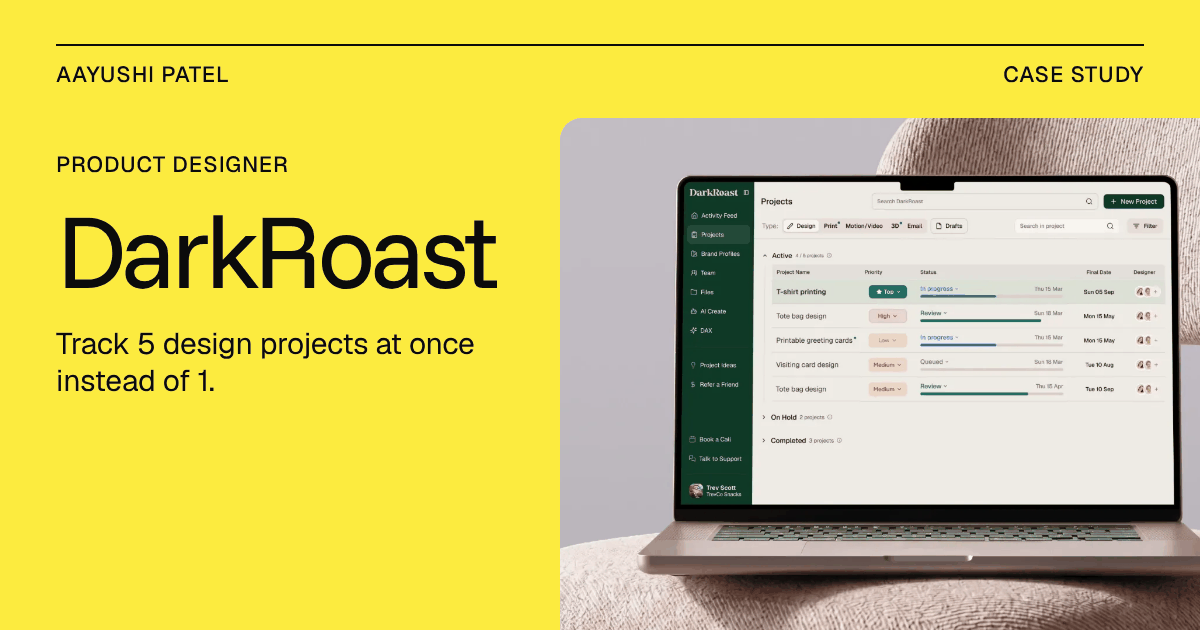 AAYUSHI PATEL
CASE STUDY
PRODUCT DESIGNER
DarkRoast
Track 5 design projects at once
instead of 1.
DarkRoast
Activity Feed
Projects
Brand Profiles
Team
Files
AI Create
DAX
Project Ideas
Refer a Friend
Book a Call
Talk to Support
Trev Scott
TrevCo Snacks
Projects
Search DarkRoast
+ New Project
Type: Design Print Motion/Video 3D Email Drafts
Search in project
Filter
Active 4 / 5 projects
Project Name Priority Status Final Date Designer
T-shirt printing Top In progress Thu 15 Mar Sun 05 Sep
Tote bag design High Review Sun 18 Mar Mon 15 May
Printable greeting cards Low In progress Thu 15 Mar Mon 15 May
Visiting card design Medium Queued Sun 18 Mar Tue 10 Aug
Tote bag design Medium Review Thu 15 Apr Tue 10 Sep
On Hold 2 projects
Completed 3 projects